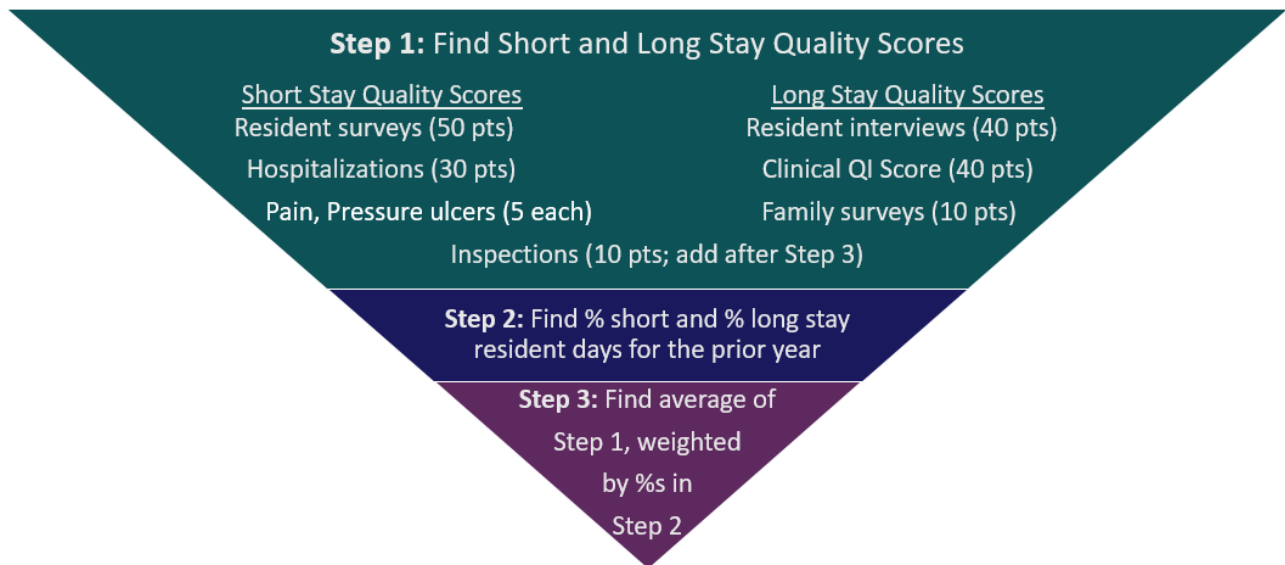 Step 1: Find Short and Long Stay Quality Scores
Short Stay Quality Scores
Resident surveys (50 pts)
Hospitalizations (30 pts)
Pain, Pressure ulcers (5 each)
Long Stay Quality Scores
Resident interviews (40 pts)
Clinical QI Score (40 pts)
Family surveys (10 pts)
Inspections (10 pts; add after Step 3)
Step 2: Find % short and % long stay
resident days for the prior year
Step 3: Find average of
Step 1, weighted
by %s in
Step 2